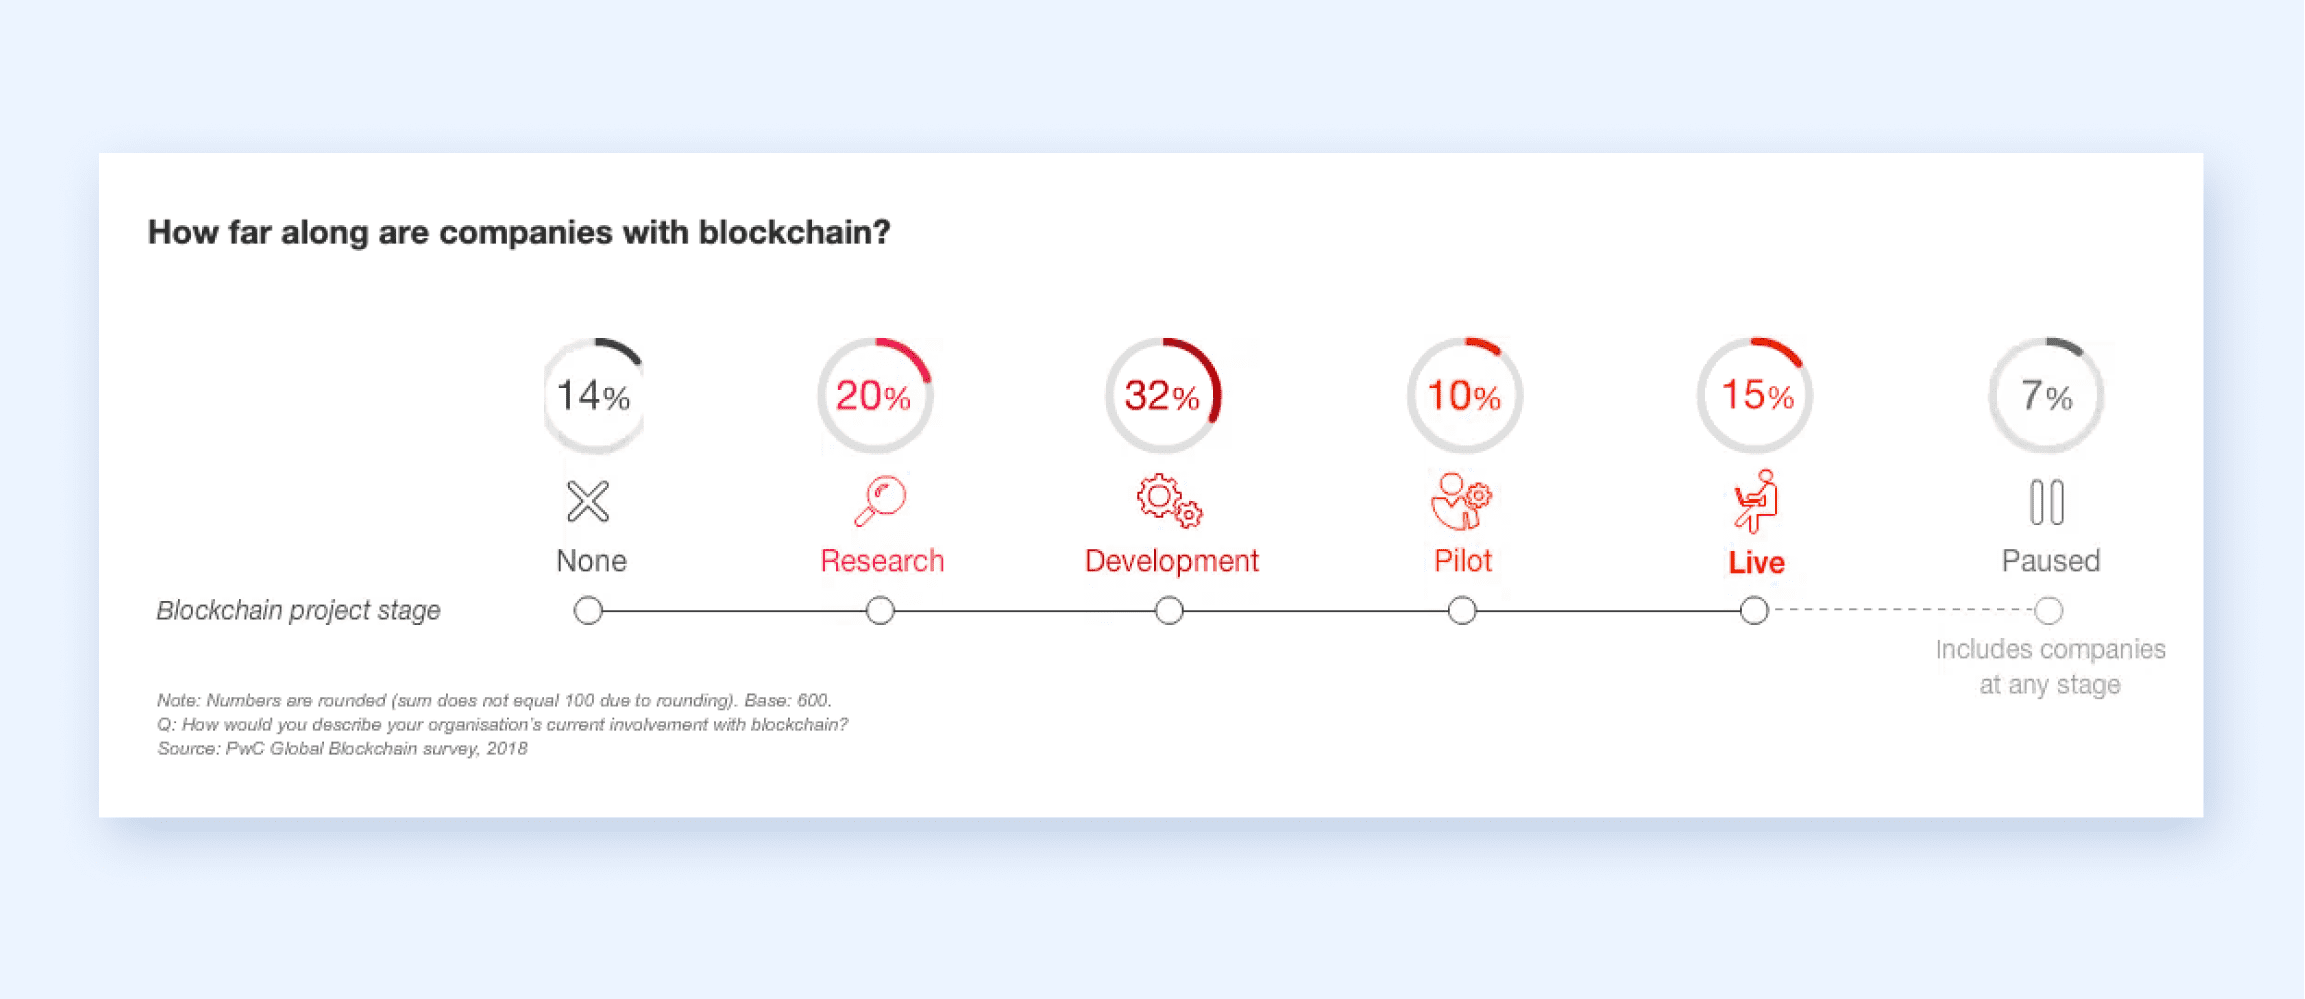 How far along are companies with blockchain?
14% 20% 32% 10% 15% 7%
None Research Development Pilot Live Paused
Blockchain project stage
Includes companies
at any stage
Note: Numbers are rounded (sum does not equal 100 due to rounding). Base: 600.
Q: How would you describe your organisation's current involvement with blockchain?
Source: PwC Global Blockchain survey, 2018